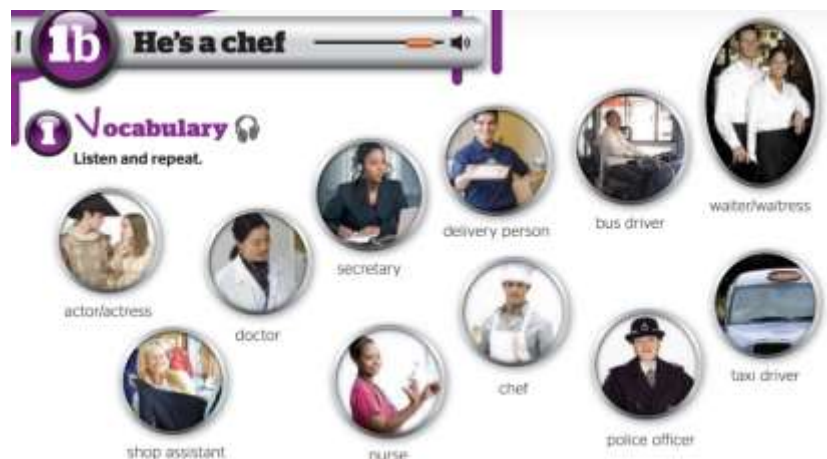 1b He's a chef
1 Vocabulary
Listen and repeat.
waiter/waitress
bus driver
delivery person
secretary
actor/actress
doctor
taxi driver
chef
police officer
shop assistant
nurse